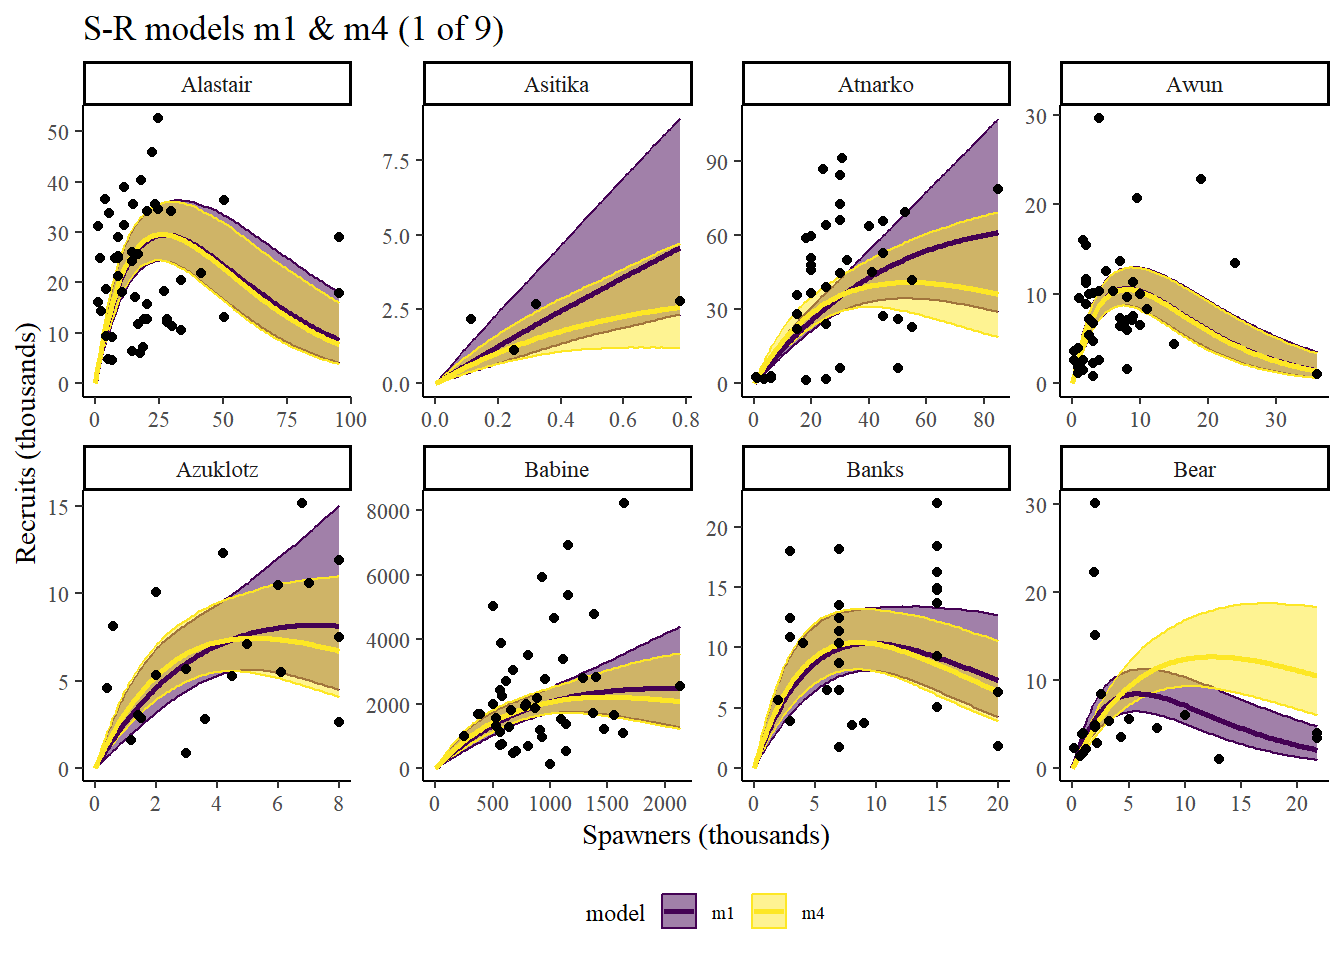 S-R models m1 & m4 (1 of 9)
Alastair
Asitika
Atnarko
Awun
50
40
30
20
10
0
7.5
5.0
2.5
0.0
90
60
30
0
30
20
10
0
0 25 50 75 100
0.0 0.2 0.4 0.6 0.8
0 20 40 60 80
0 10 20 30
Azuklotz
Babine
Banks
Bear
15
10
5
0
8000
6000
4000
2000
0
20
15
10
5
0
30
20
10
0
0 2 4 6 8
0 500 1000 1500 2000
0 5 10 15 20
0 5 10 15 20
Recruits (thousands)
Spawners (thousands)
model m1 m4